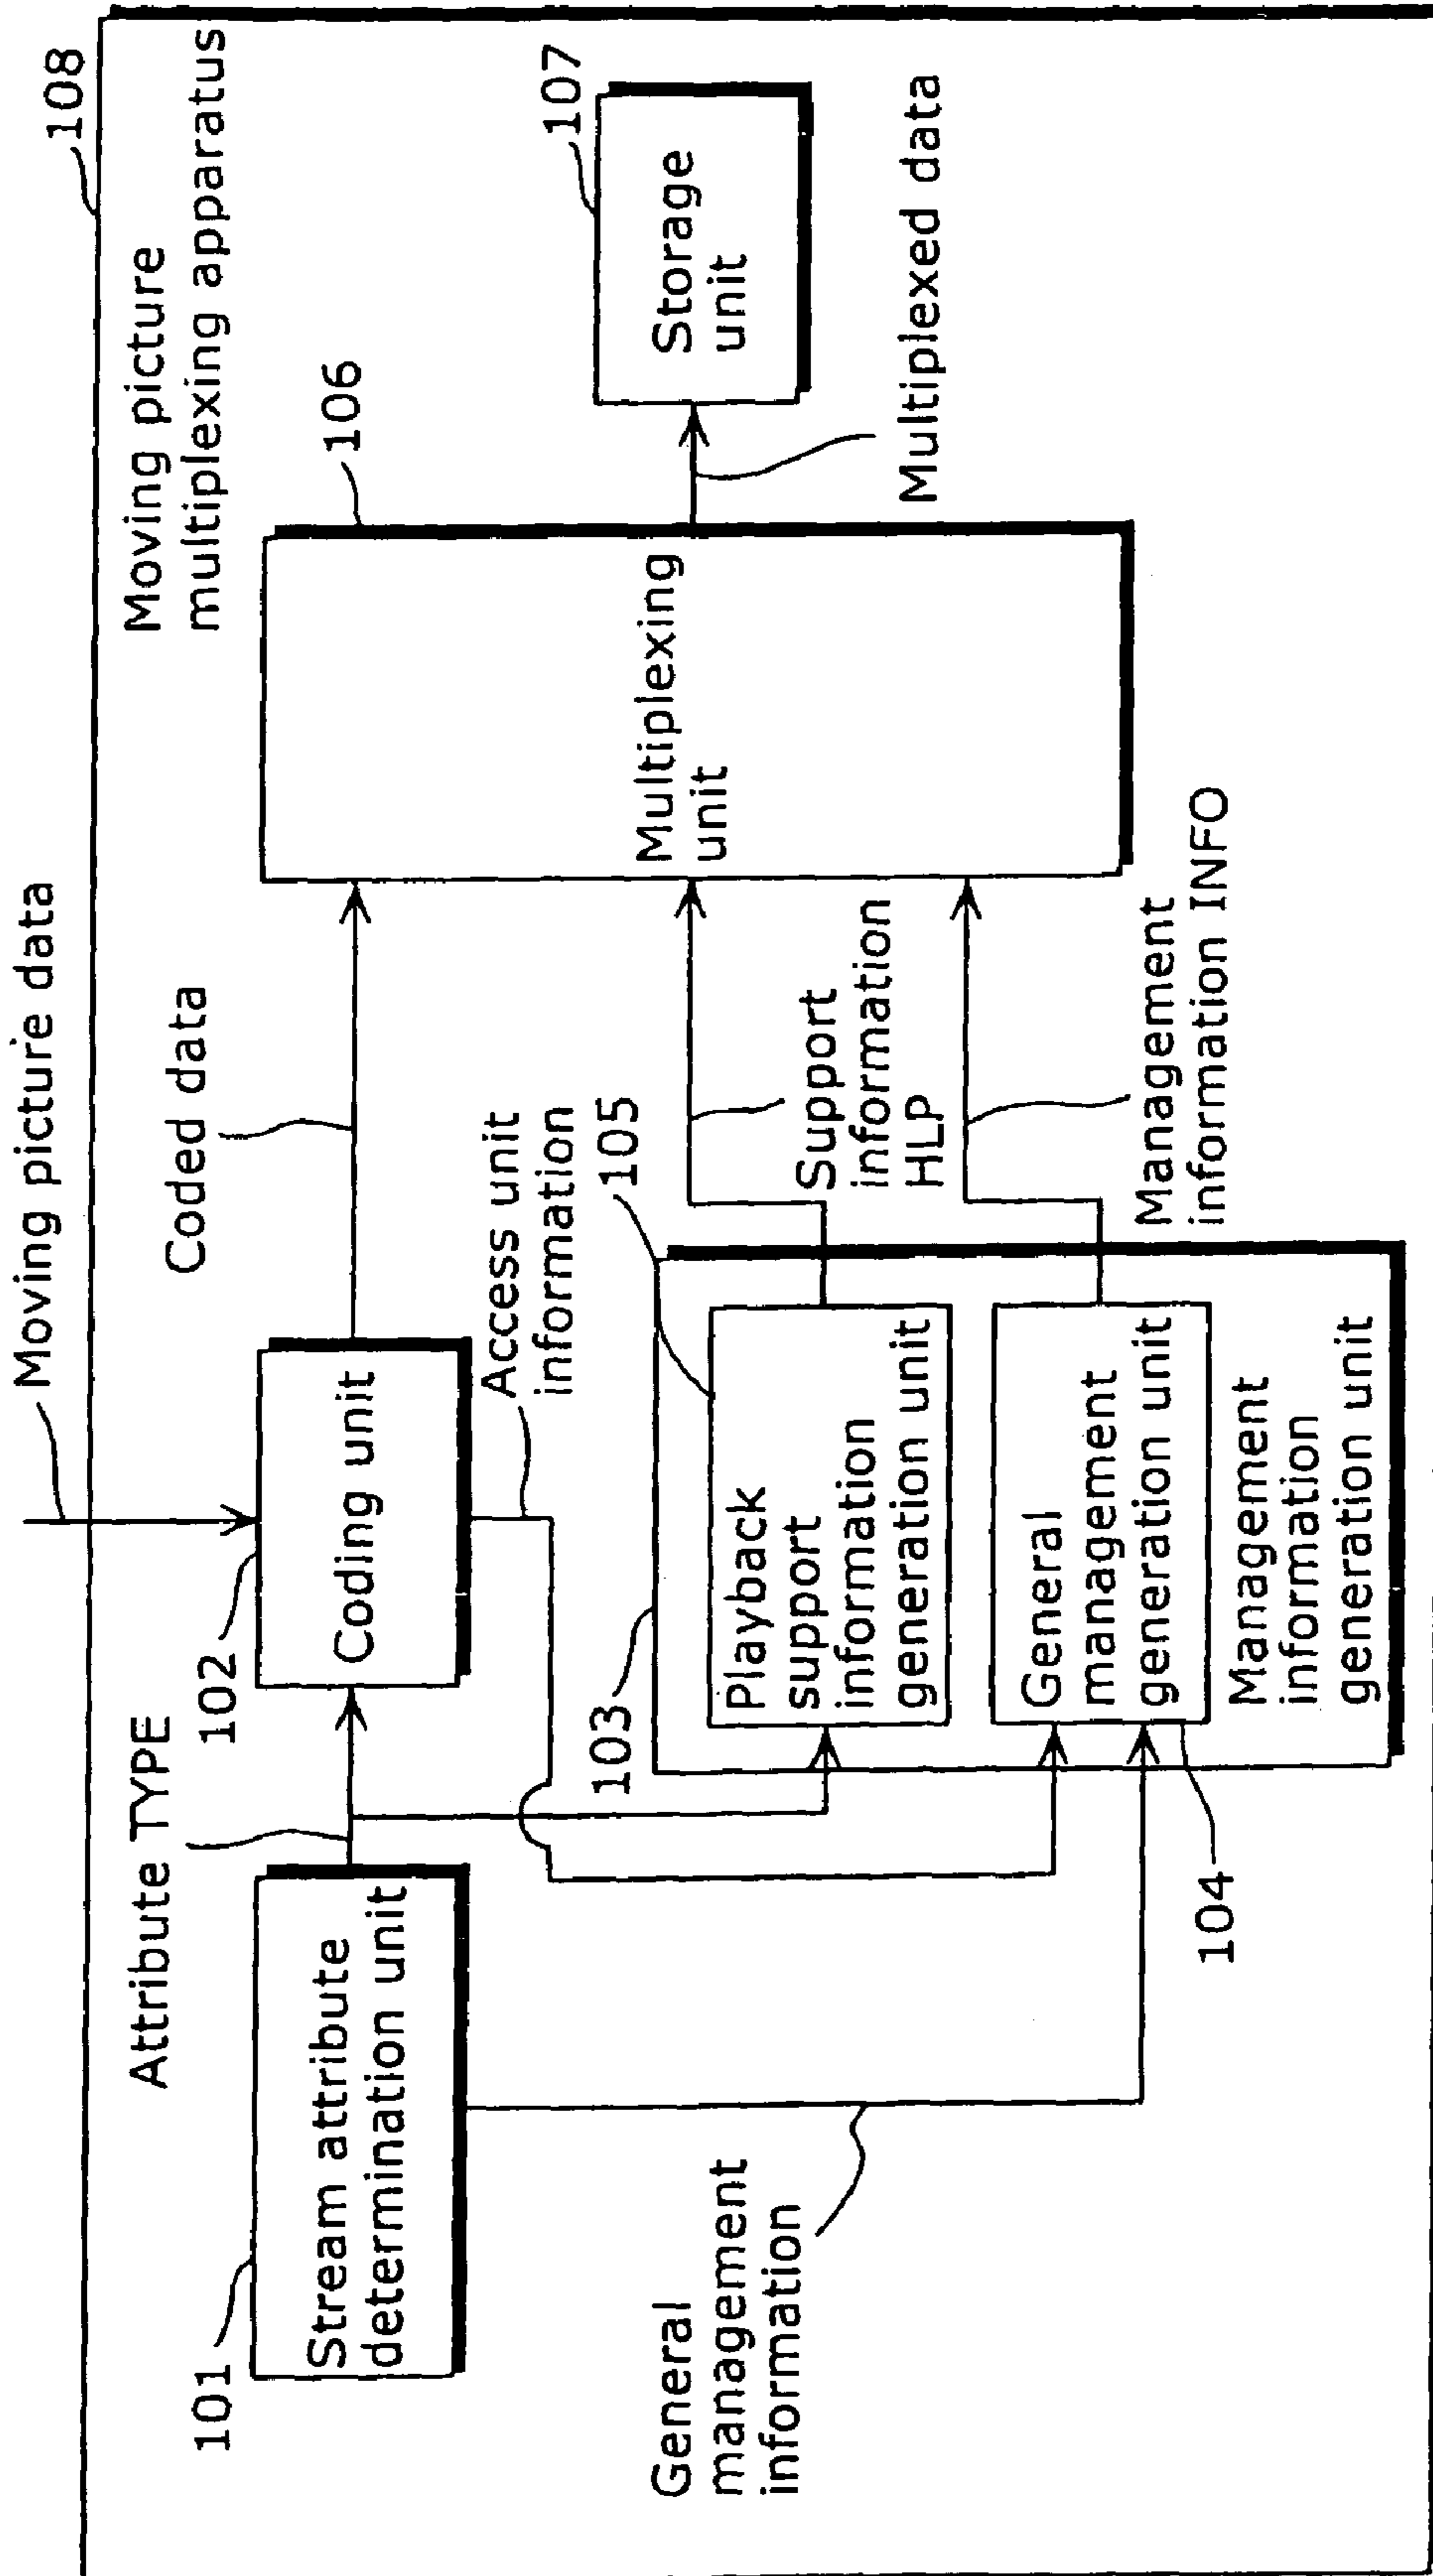 Moving picture data
108
Moving picture
multiplexing apparatus
Attribute TYPE
Coded data
101
Stream attribute
determination unit
102
Coding unit
106
Multiplexing
unit
107
Storage
unit
Access unit
information
Multiplexed data
General
management
information
103
105
Playback
support
information
generation unit
Support
information
HLP
104
General
management
generation unit
Management
information INFO
Management
information
generation unit